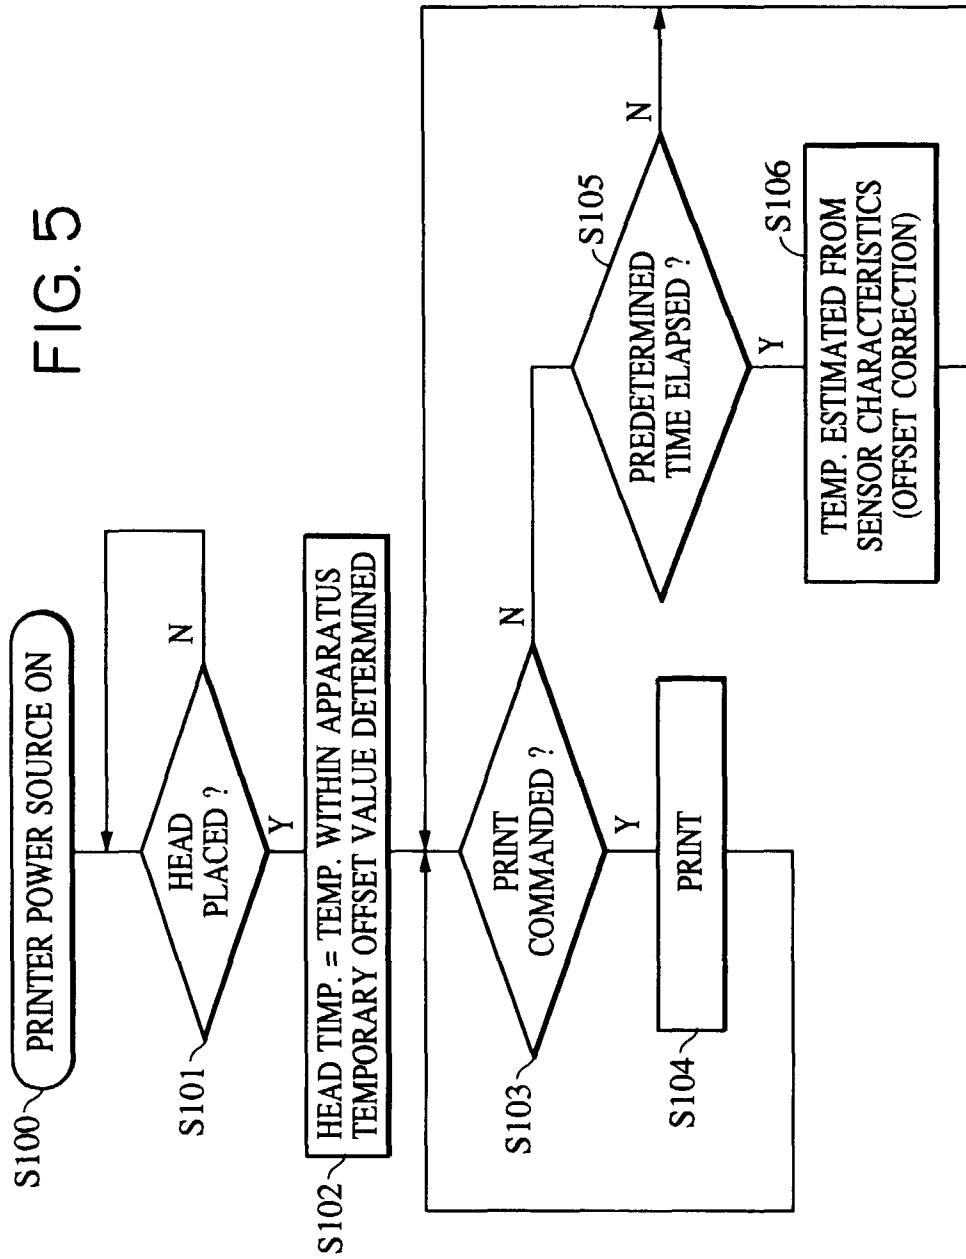 FIG. 5
S100
PRINTER POWER SOURCE ON
S101
HEAD
PLACED ?
N
Y
S102
HEAD TIMP. = TEMP. WITHIN APPARATUS
TEMPORARY OFFSET VALUE DETERMINED
S103
PRINT
COMMANDED ?
N
Y
S104
PRINT
S105
PREDETERMINED
TIME ELAPSED ?
N
Y
S106
TEMP. ESTIMATED FROM
SENSOR CHARACTERISTICS
(OFFSET CORRECTION)